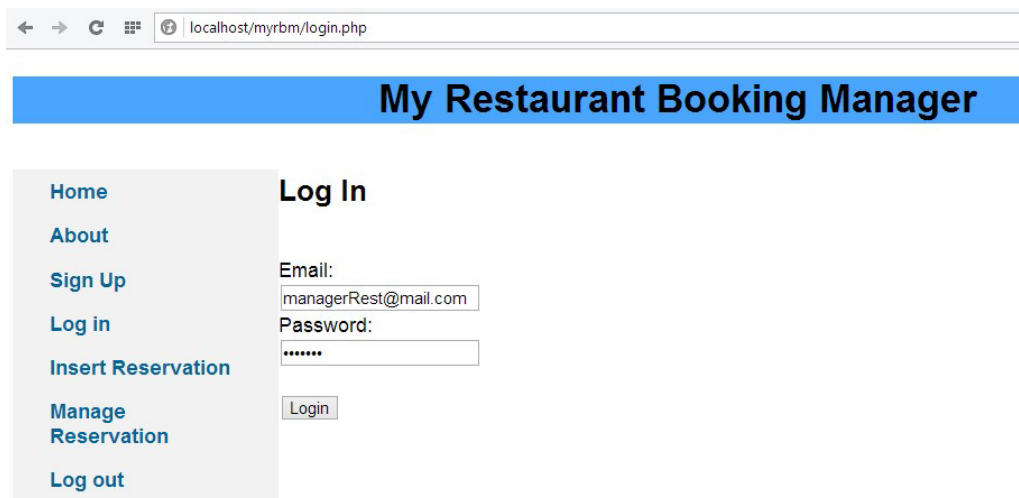 localhost/myrbm/login.php
My Restaurant Booking Manager
Home
About
Sign Up
Log in
Insert Reservation
Manage
Reservation
Log out
Log In
Email:
managerRest@mail.com
Password:
•••••••
Login